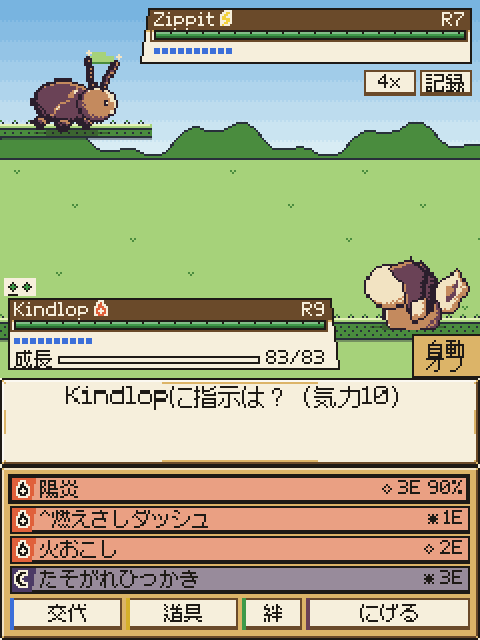 Zippit R7
4x 記録
Kindlop R9
成長 83/83
身動
Kindlopに指示は？ (気力10)
陽炎 3E 90%
^燃えさしダッシュ 1E
火おこし 2E
たそがれひっかき 3E
交代 道具 絆 にげる